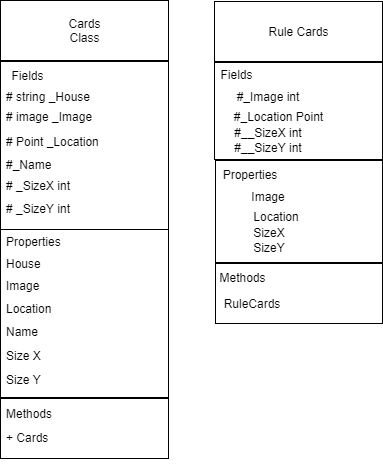 Cards
Class
Fields
# string _House
# image _Image
# Point _Location
#_Name
# _SizeX int
# _SizeY int
Properties
House
Image
Location
Name
Size X
Size Y
Methods
+ Cards
Rule Cards
Fields
#_Image int
#_Location Point
#__SizeX int
#__SizeY int
Properties
Image
Location
SizeX
SizeY
Methods
RuleCards